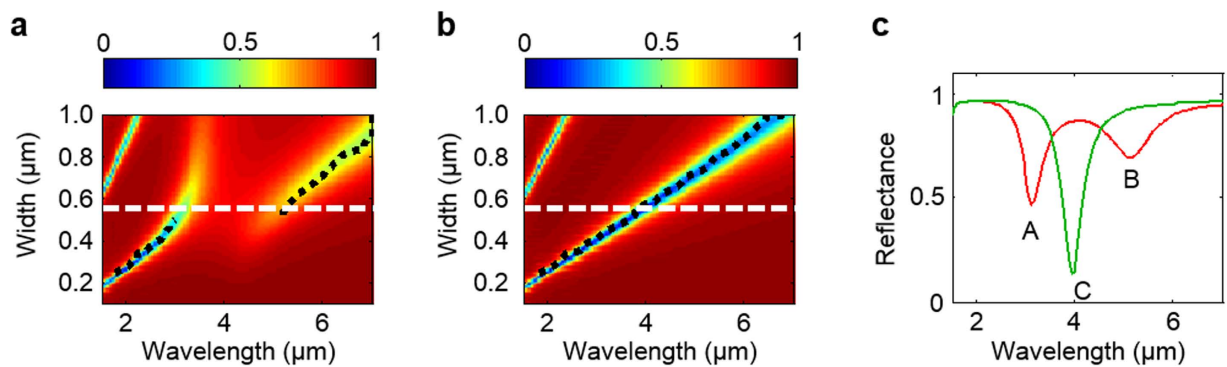 a
0 0.5 1
Width (μm)
1.0
0.8
0.6
0.4
0.2
2 4 6
Wavelength (μm)
b
0 0.5 1
Width (μm)
1.0
0.8
0.6
0.4
0.2
2 4 6
Wavelength (μm)
c
Reflectance
1
0.5
0
A
B
C
2 4 6
Wavelength (μm)